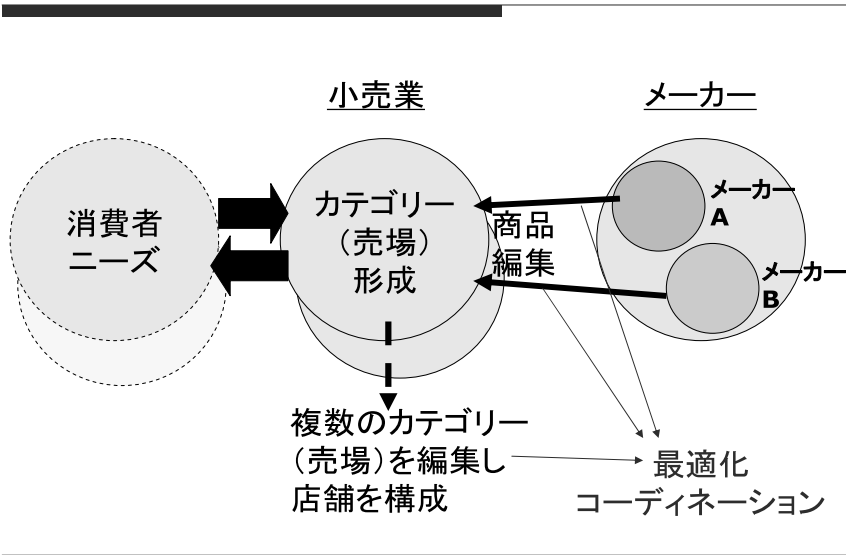 小売業
メーカー
消費者
ニーズ
カテゴリー
（売場）
形成
商品
編集
メーカー
A
メーカー
B
複数のカテゴリー
（売場）を編集し
店舗を構成
最適化
コーディネーション